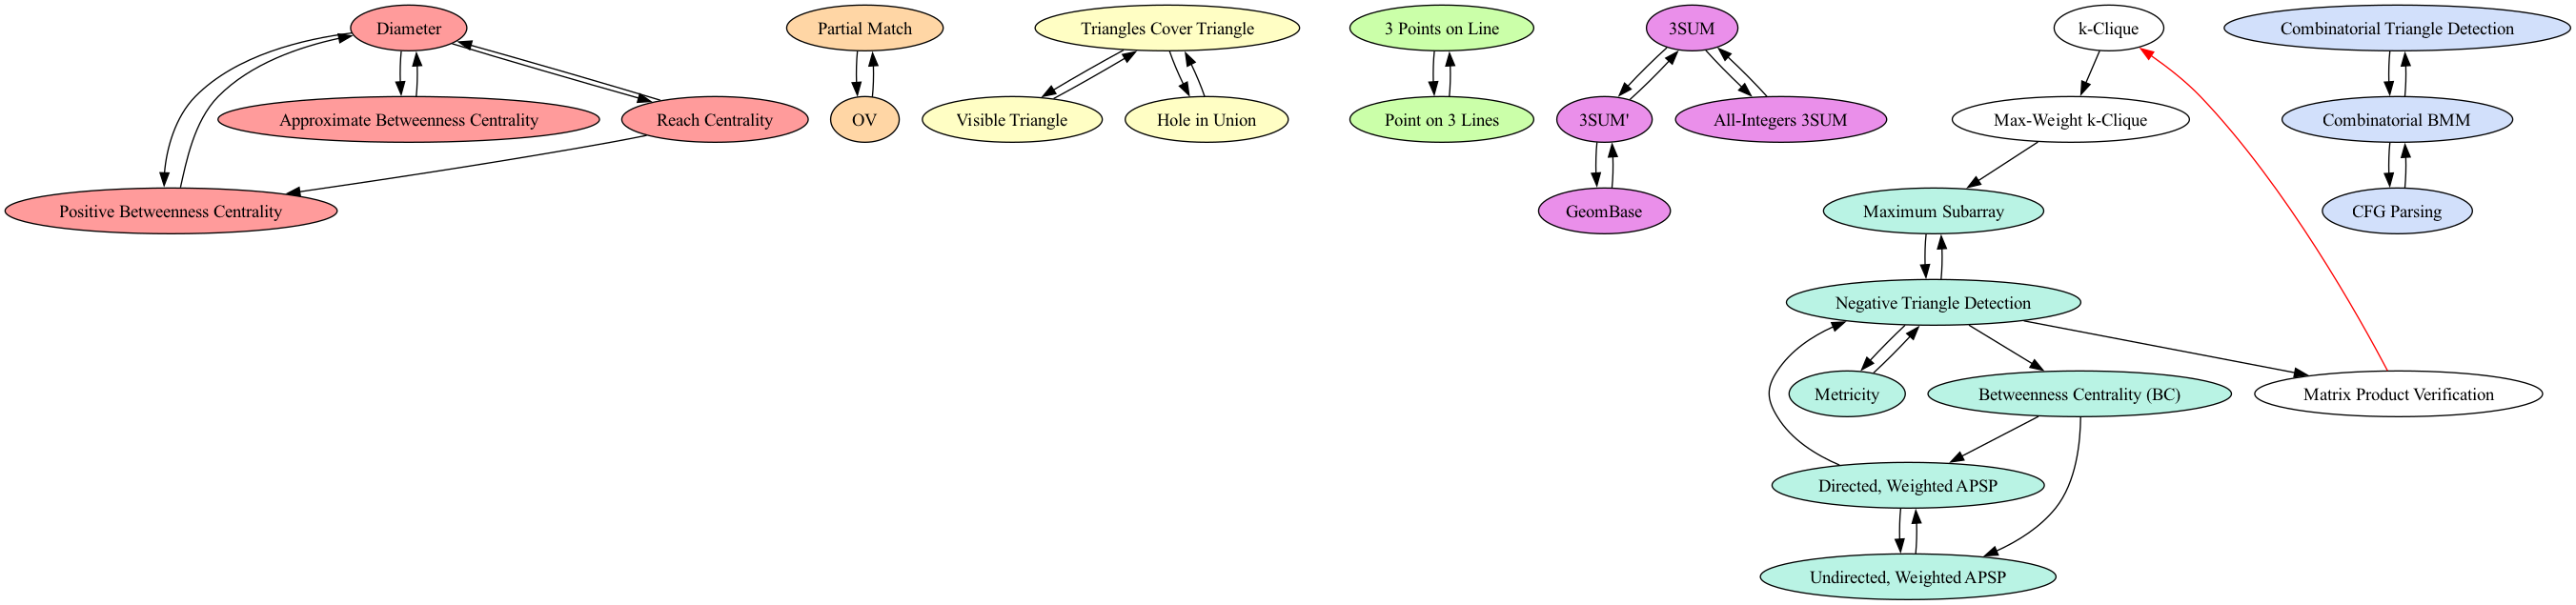 Diameter
Partial Match
Triangles Cover Triangle
3 Points on Line
3SUM
k-Clique
Combinatorial Triangle Detection
Approximate Betweenness Centrality
Reach Centrality
OV
Visible Triangle
Hole in Union
Point on 3 Lines
3SUM'
All-Integers 3SUM
Max-Weight k-Clique
Combinatorial BMM
Positive Betweenness Centrality
GeomBase
Maximum Subarray
CFG Parsing
Negative Triangle Detection
Metricity
Betweenness Centrality (BC)
Matrix Product Verification
Directed, Weighted APSP
Undirected, Weighted APSP